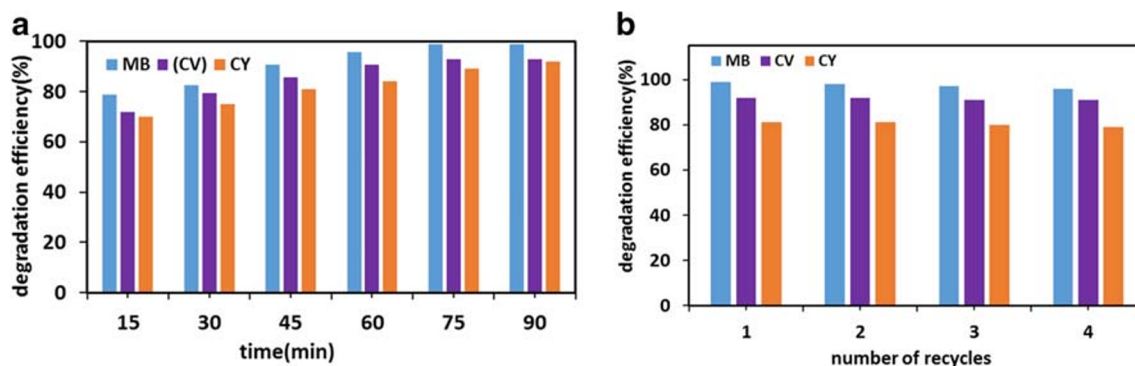 a
degradation efficiency(%)
100
80
60
40
20
0
MB (CV) CY
15 30 45 60 75 90
time(min)
b
degradation efficiency(%)
100
80
60
40
20
0
MB CV CY
1 2 3 4
number of recycles